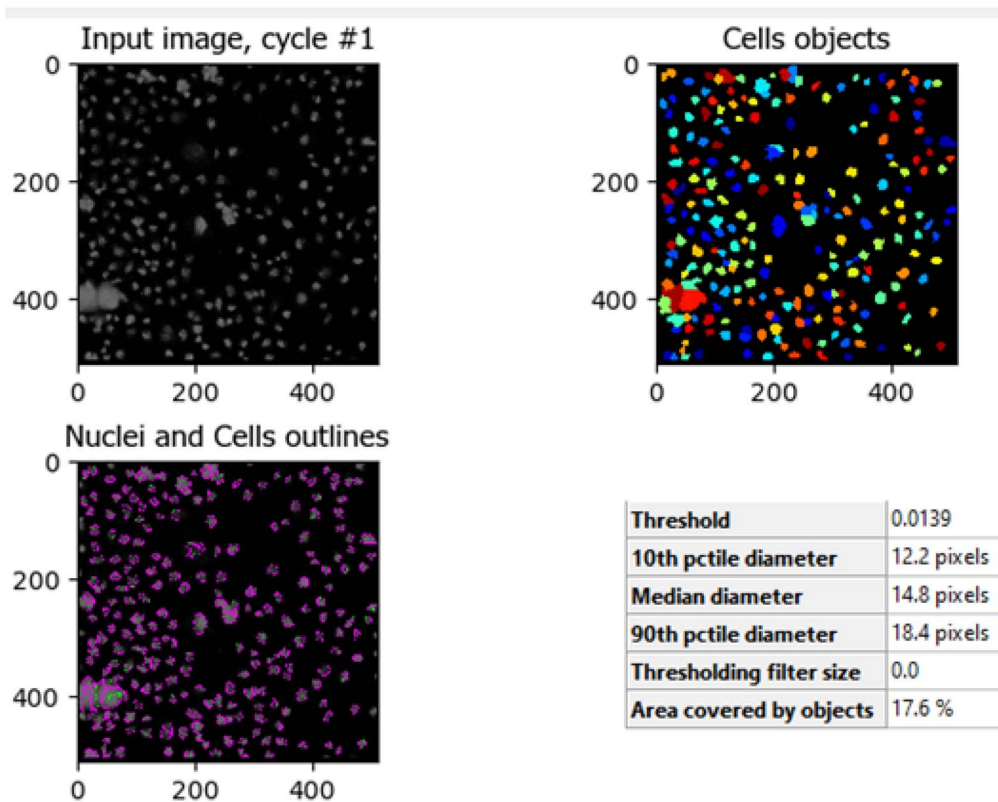 Input image, cycle #1
0
200
400
0 200 400
Cells objects
0
200
400
0 200 400
Nuclei and Cells outlines
0
200
400
0 200 400
Threshold 0.0139
10th pctile diameter 12.2 pixels
Median diameter 14.8 pixels
90th pctile diameter 18.4 pixels
Thresholding filter size 0.0
Area covered by objects 17.6 %